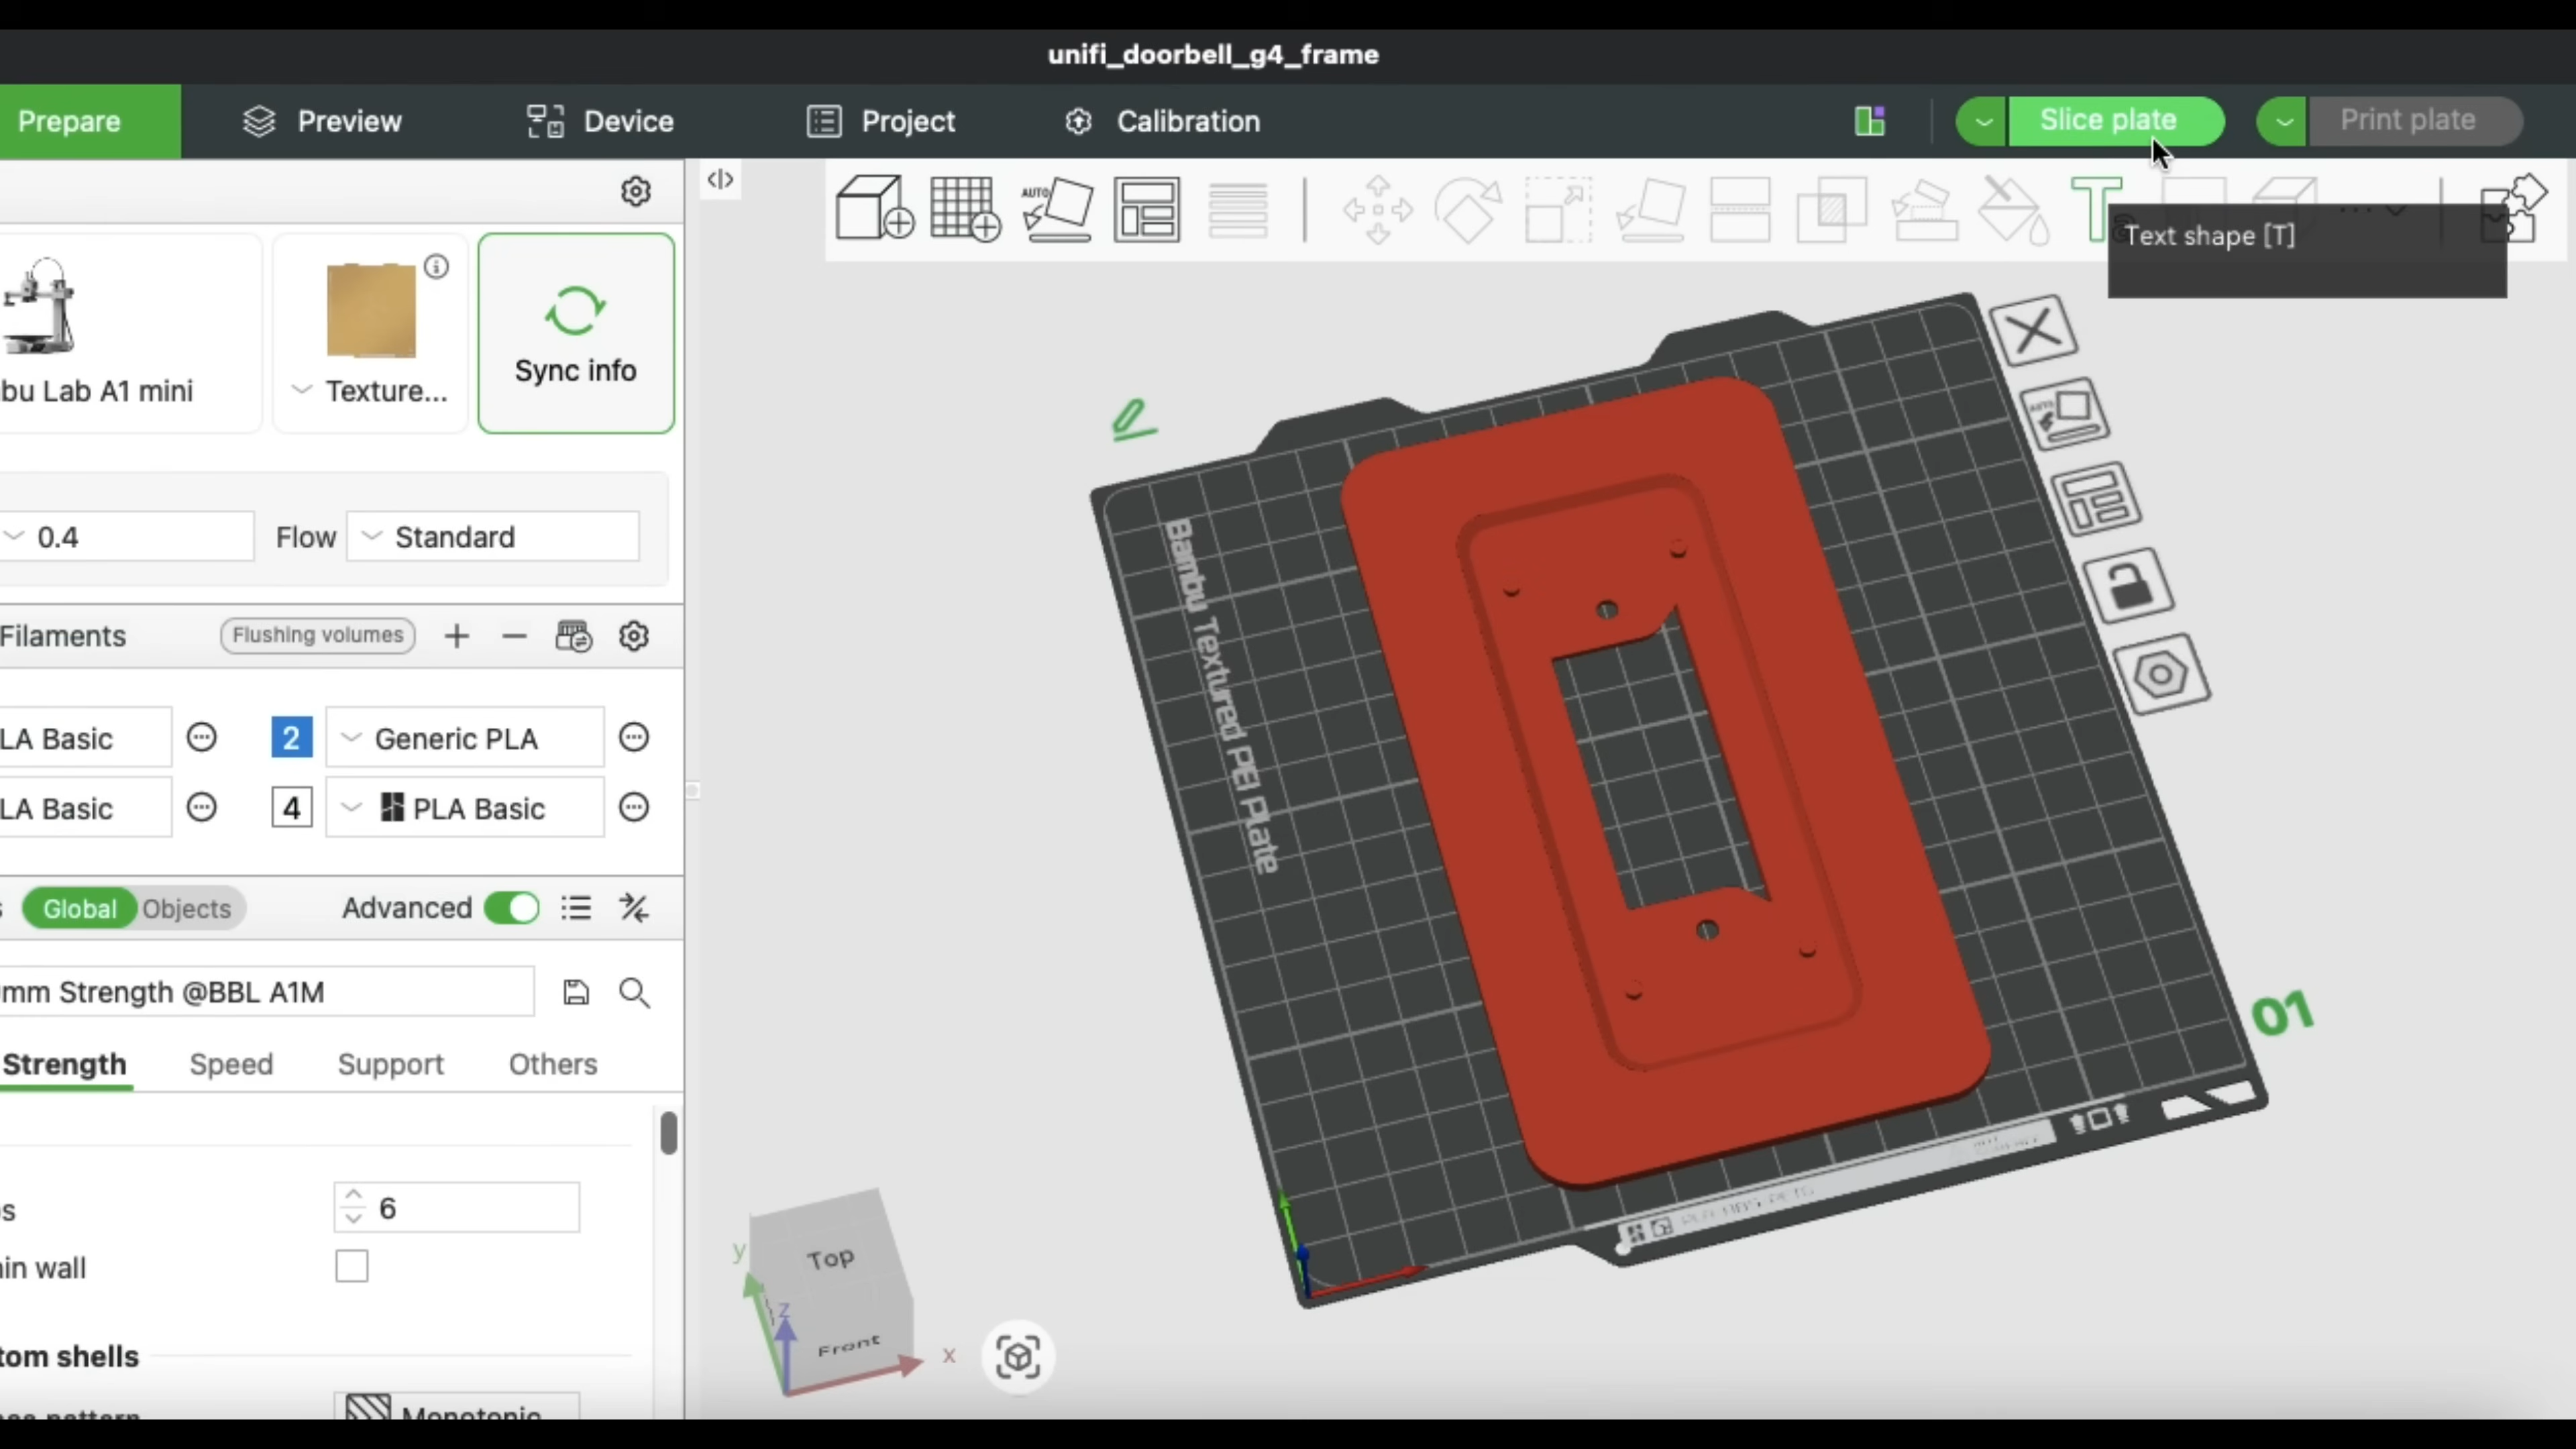 unifi_doorbell_g4_frame
Prepare
Preview
Device
Project
Calibration
Slice plate
Print plate
AUTO
Text shape [T]
bu Lab A1 mini
Texture...
Sync info
0.4
Flow
Standard
Filaments
Flushing volumes
LA Basic
2
Generic PLA
LA Basic
4
PLA Basic
s
Global
Objects
Advanced
mm Strength @BBL A1M
Strength
Speed
Support
Others
s
6
in wall
tom shells
Monotonic
Bambu Textured PEI Plate
01
Top
Front
y
z
x